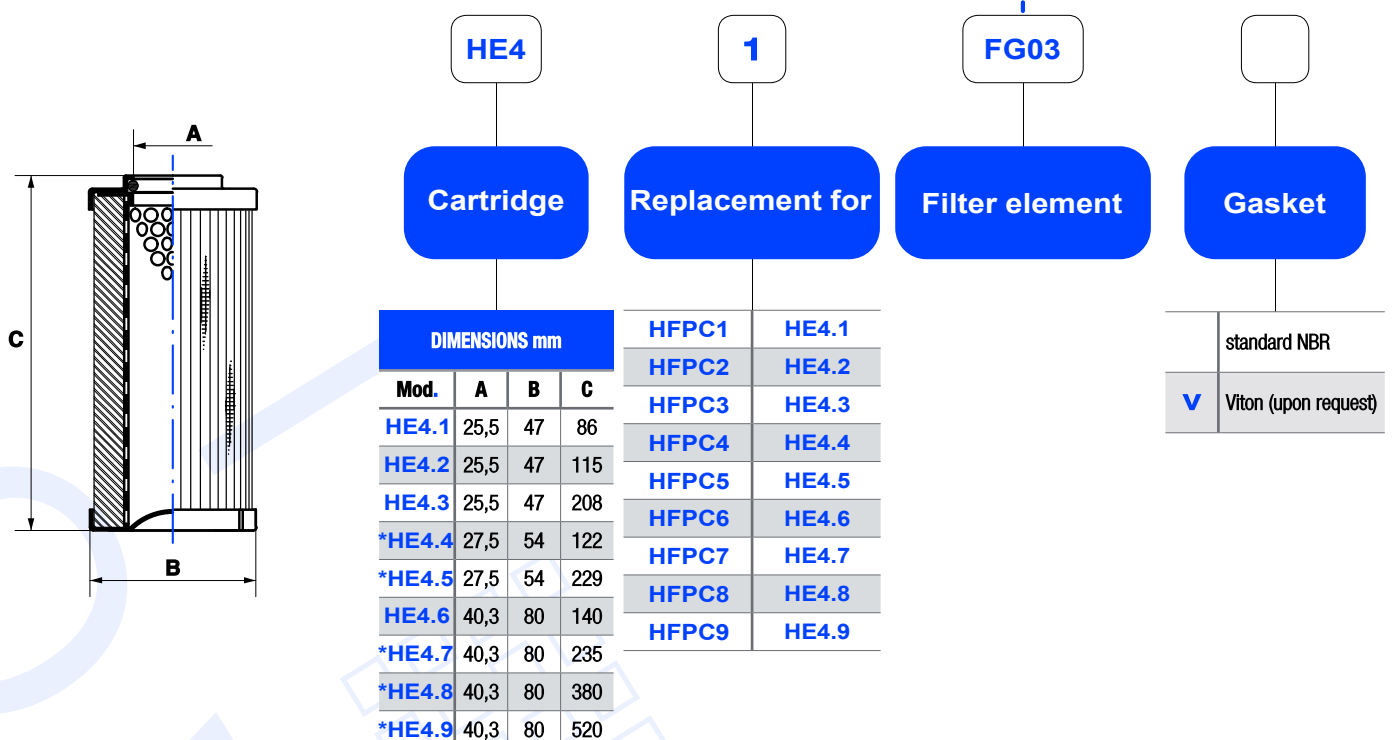 HE4 1 FG03
A
C
B
Cartridge Replacement for Filter element Gasket
DIMENSIONS mm
Mod. A B C
HE4.1 25,5 47 86
HE4.2 25,5 47 115
HE4.3 25,5 47 208
*HE4.4 27,5 54 122
*HE4.5 27,5 54 229
HE4.6 40,3 80 140
*HE4.7 40,3 80 235
*HE4.8 40,3 80 380
*HE4.9 40,3 80 520
HFPC1 HE4.1
HFPC2 HE4.2
HFPC3 HE4.3
HFPC4 HE4.4
HFPC5 HE4.5
HFPC6 HE4.6
HFPC7 HE4.7
HFPC8 HE4.8
HFPC9 HE4.9
standard NBR
V Viton (upon request)